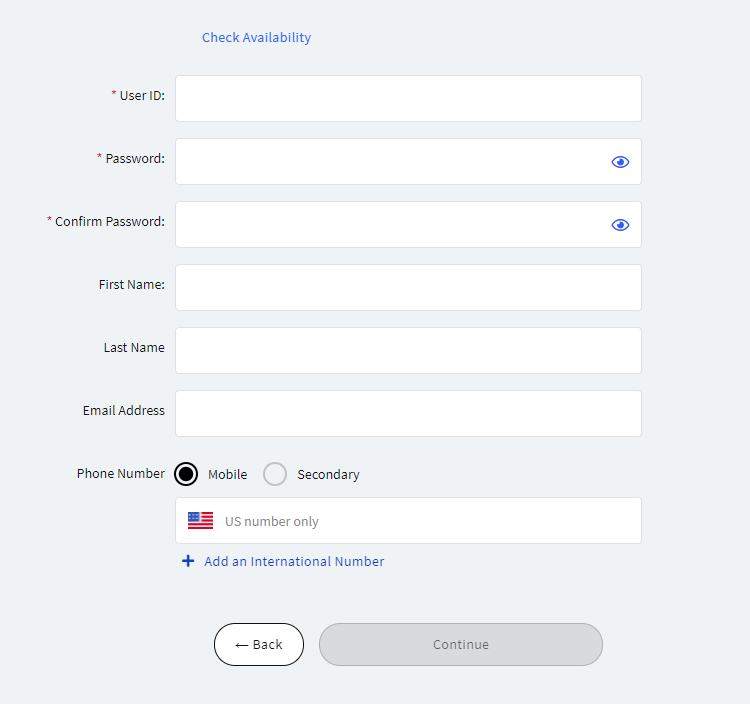 Check Availability
* User ID:
* Password:
* Confirm Password:
First Name:
Last Name
Email Address
Phone Number Mobile Secondary
US number only
+ Add an International Number
← Back Continue